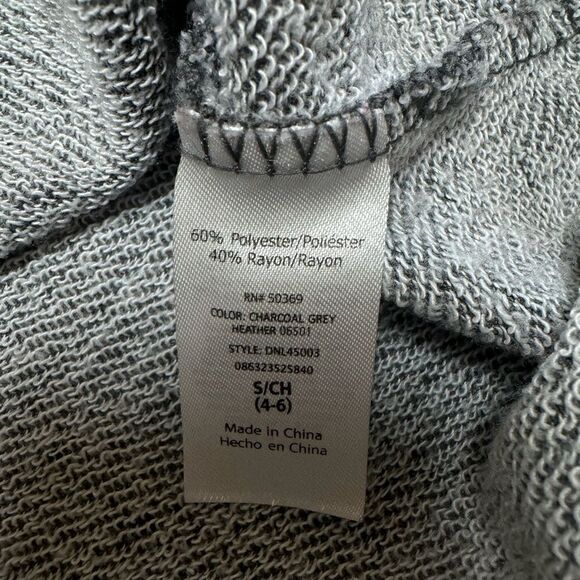 60% Polyester/Poliéster
40% Rayon/Rayon
RN# 50369
COLOR: CHARCOAL GREY
HEATHER 06501
STYLE: DNL45003
086323525840
S/CH
(4-6)
Made in China
Hecho en China